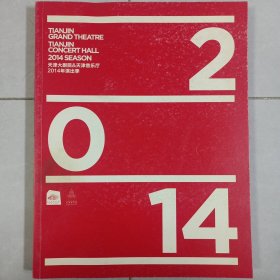 TIANJIN
GRAND THEATRE
TIANJIN
CONCERT HALL
2014 SEASON
天津大剧院&天津音乐厅
2014年演出季
2
0
14